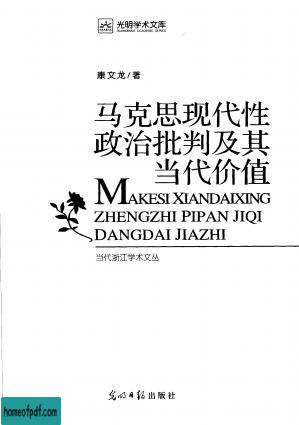 光明学术文库
GUANGMING ACADEMIC SERIES
康文龙/著
马克思现代性
政治批判及其
当代价值
MAKESI XIANDAIXING
ZHENGZHI PIPAN JIQI
DANGDAI JIAZHI
当代浙江学术文丛
光明日报出版社
homeofpdf.com